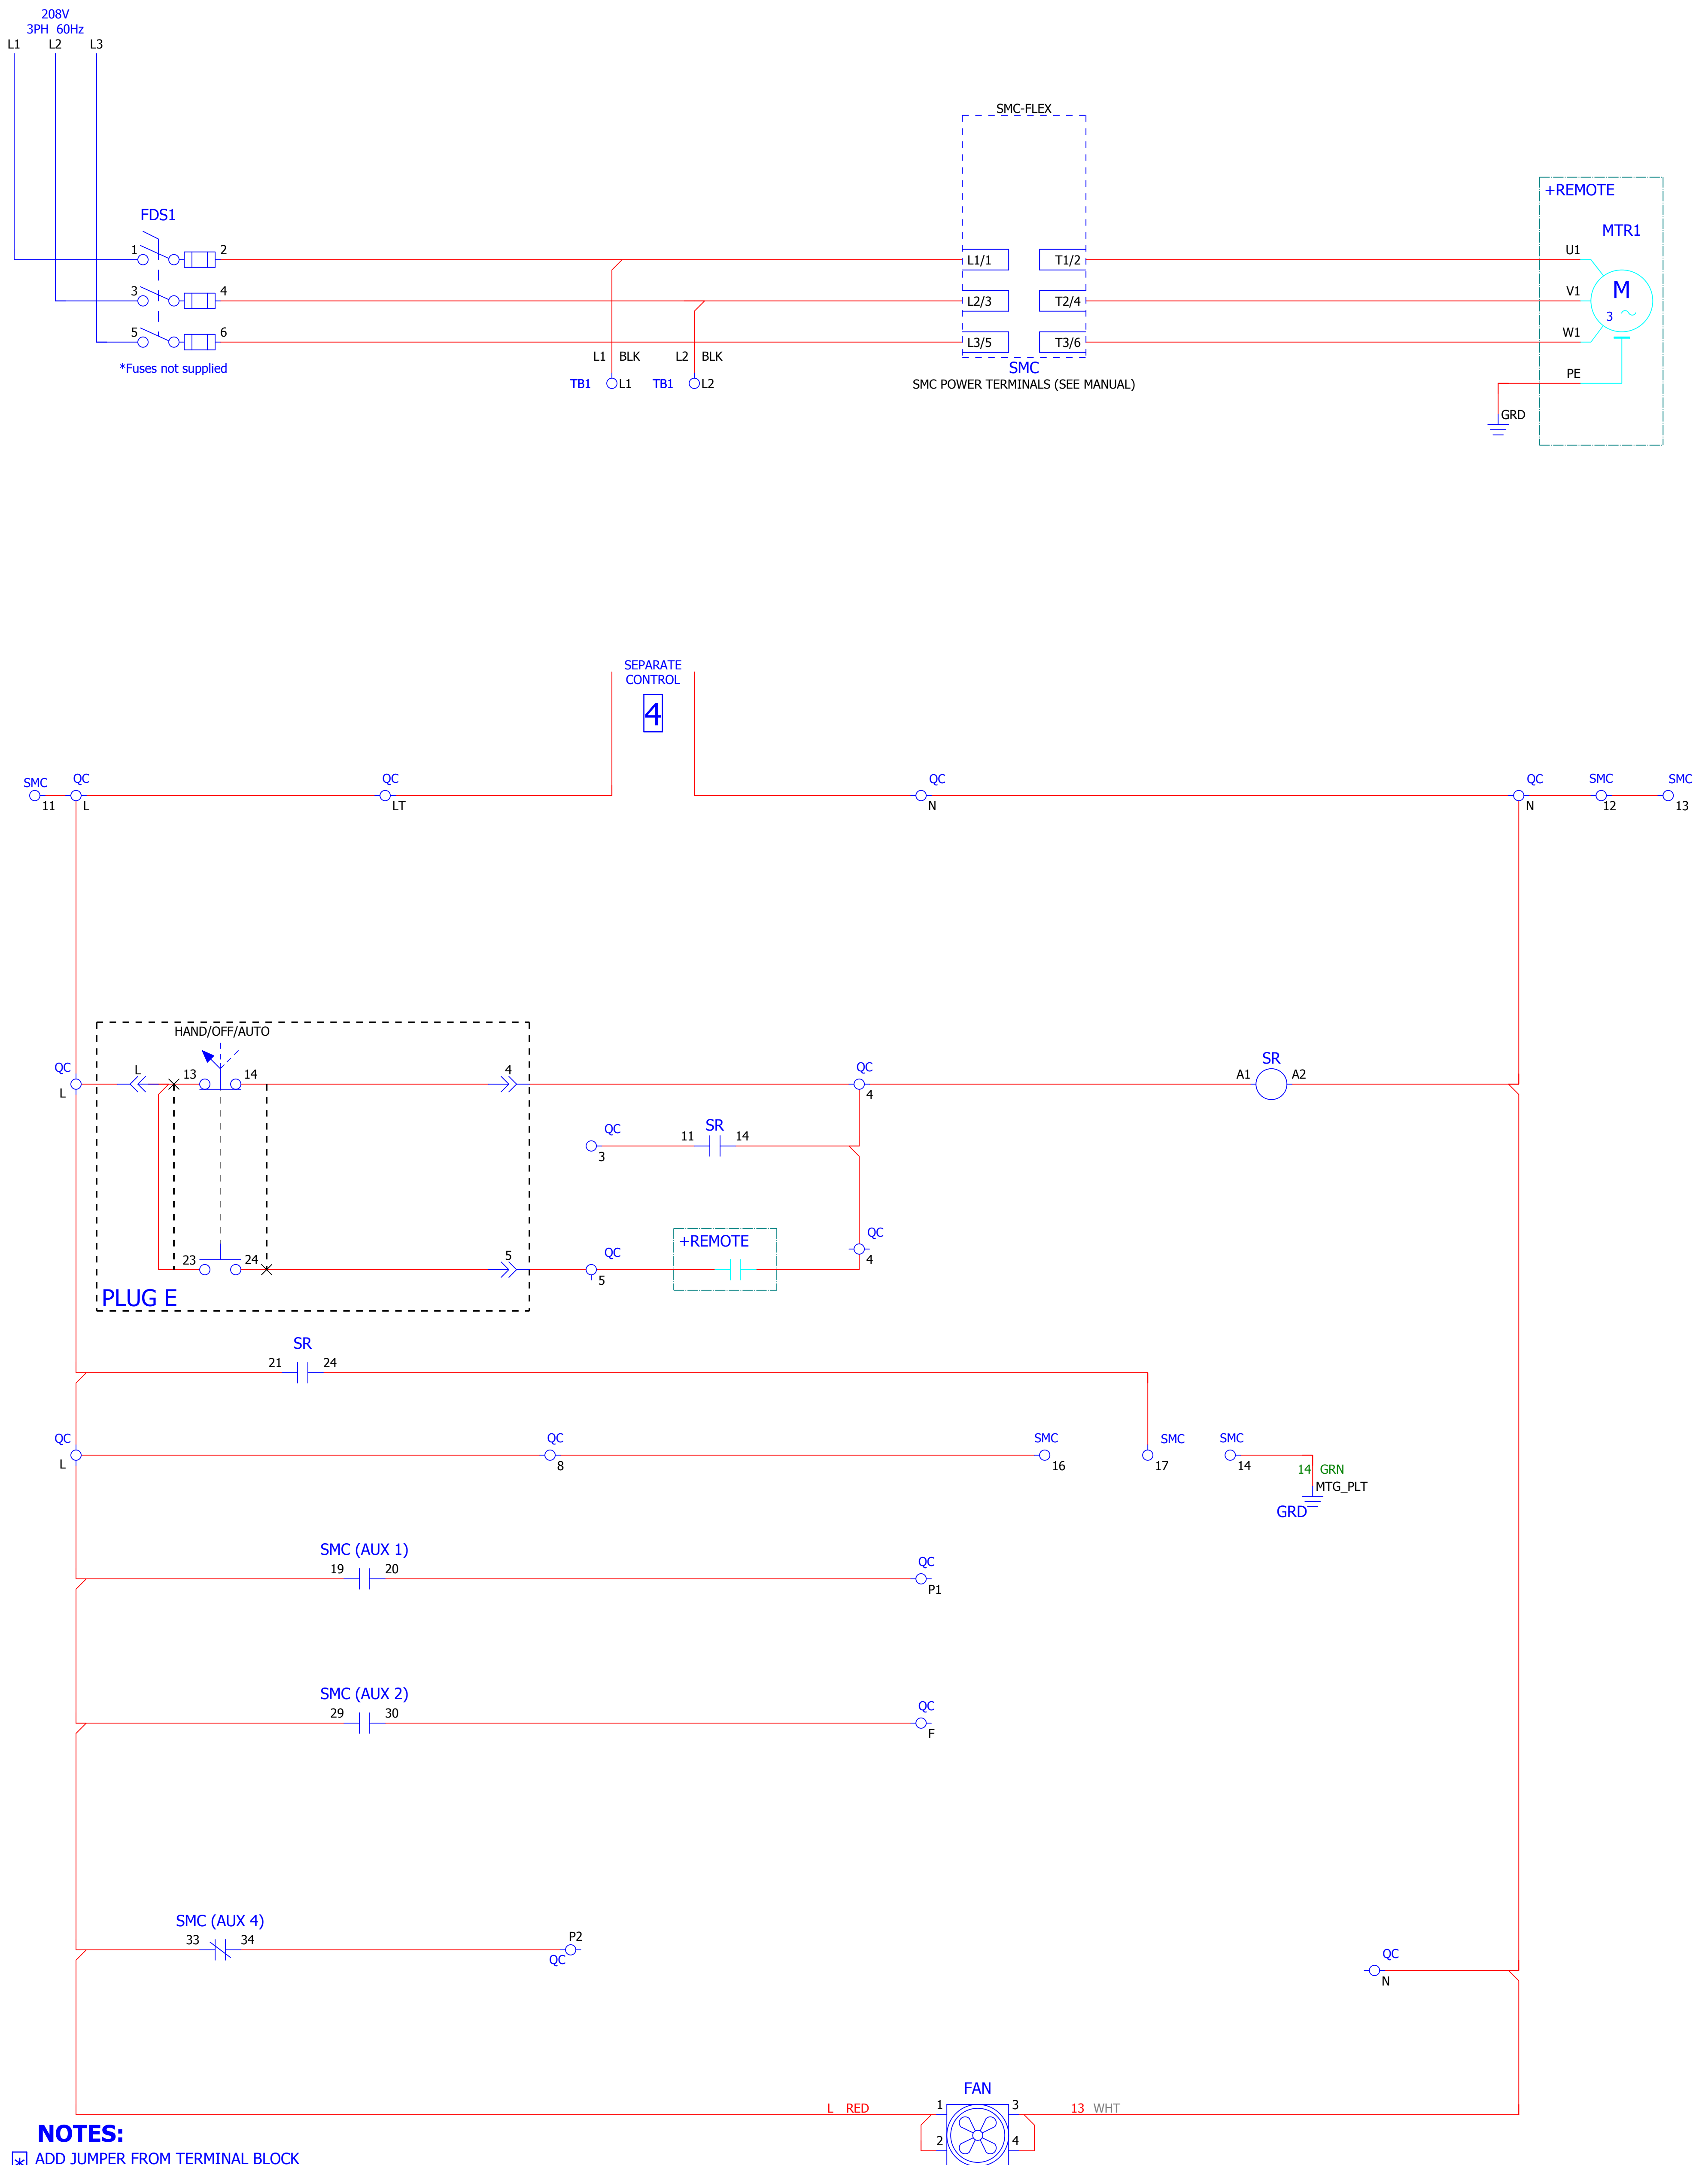 208V
3PH 60Hz
L1 L2 L3
SMC-FLEX
+REMOTE
FDS1
MTR1
1 2 L1/1 T1/2 U1
M
3 4 L2/3 T2/4 V1
3
5 6 L3/5 T3/6 W1
L1 BLK L2 BLK
*Fuses not supplied
SMC
PE
TB1 L1 TB1 L2
SMC POWER TERMINALS (SEE MANUAL)
GRD
SEPARATE
CONTROL
4
SMC QC QC QC QC SMC SMC
11 L LT N N 12 13
HAND/OFF/AUTO
QC L 13 14 4 QC SR
A1 A2
L 4
QC SR
11 14
3
QC
+REMOTE
QC
23 24 5
4
5
PLUG E
SR
21 24
QC QC SMC SMC SMC
L 8 16 17 14
14 GRN
MTG_PLT
GRD
SMC (AUX 1)
19 20 QC
P1
SMC (AUX 2)
29 30 QC
F
SMC (AUX 4)
33 34 P2
QC
QC
N
FAN
L RED 1 3 13 WHT
2 4
NOTES:
* ADD JUMPER FROM TERMINAL BLOCK